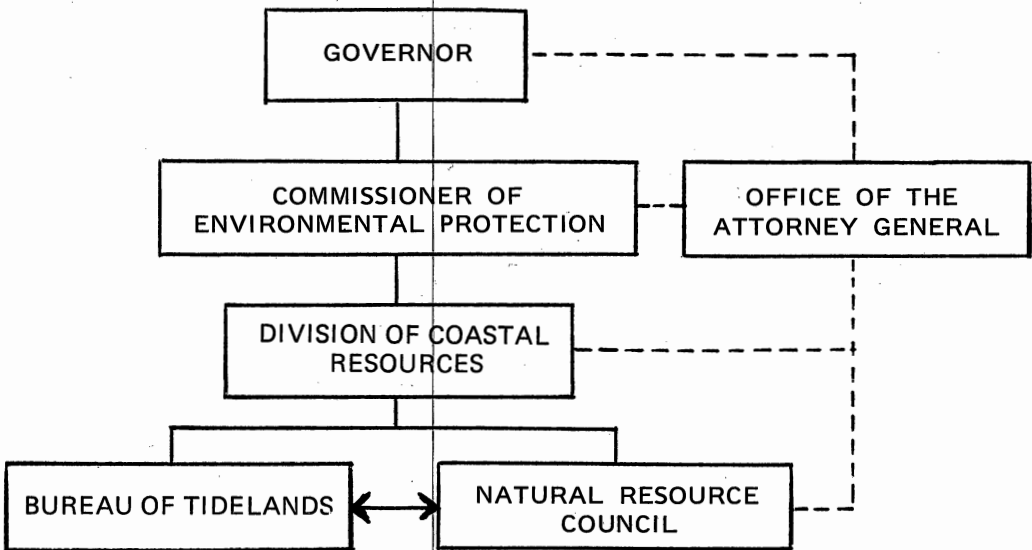 GOVERNOR
COMMISSIONER OF
ENVIRONMENTAL PROTECTION
OFFICE OF THE
ATTORNEY GENERAL
DIVISION OF COASTAL
RESOURCES
BUREAU OF TIDELANDS
NATURAL RESOURCE
COUNCIL